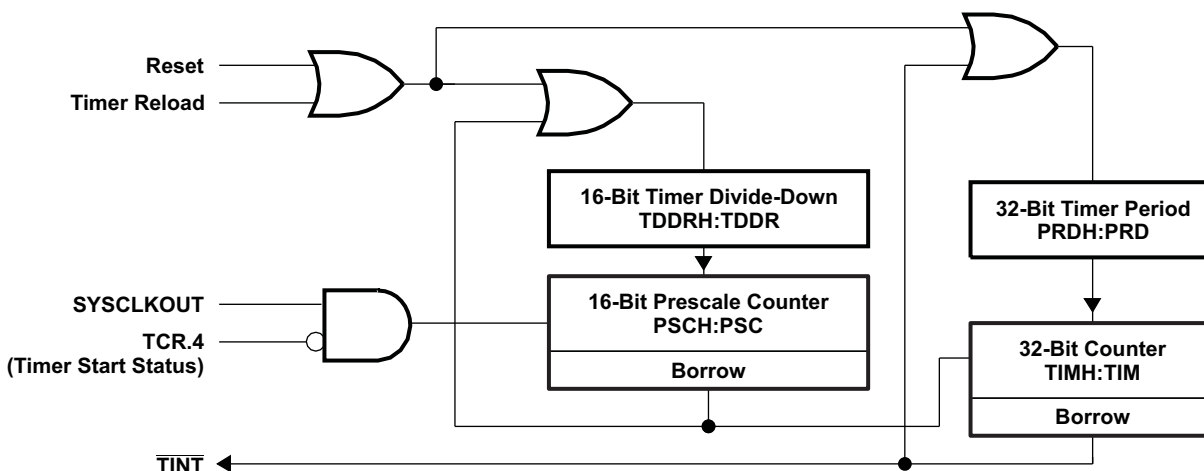 Reset
Timer Reload
16-Bit Timer Divide-Down
TDDRH:TDDR
32-Bit Timer Period
PRDH:PRD
SYSCLKOUT
TCR.4
(Timer Start Status)
16-Bit Prescale Counter
PSCH:PSC
Borrow
32-Bit Counter
TIMH:TIM
Borrow
TINT